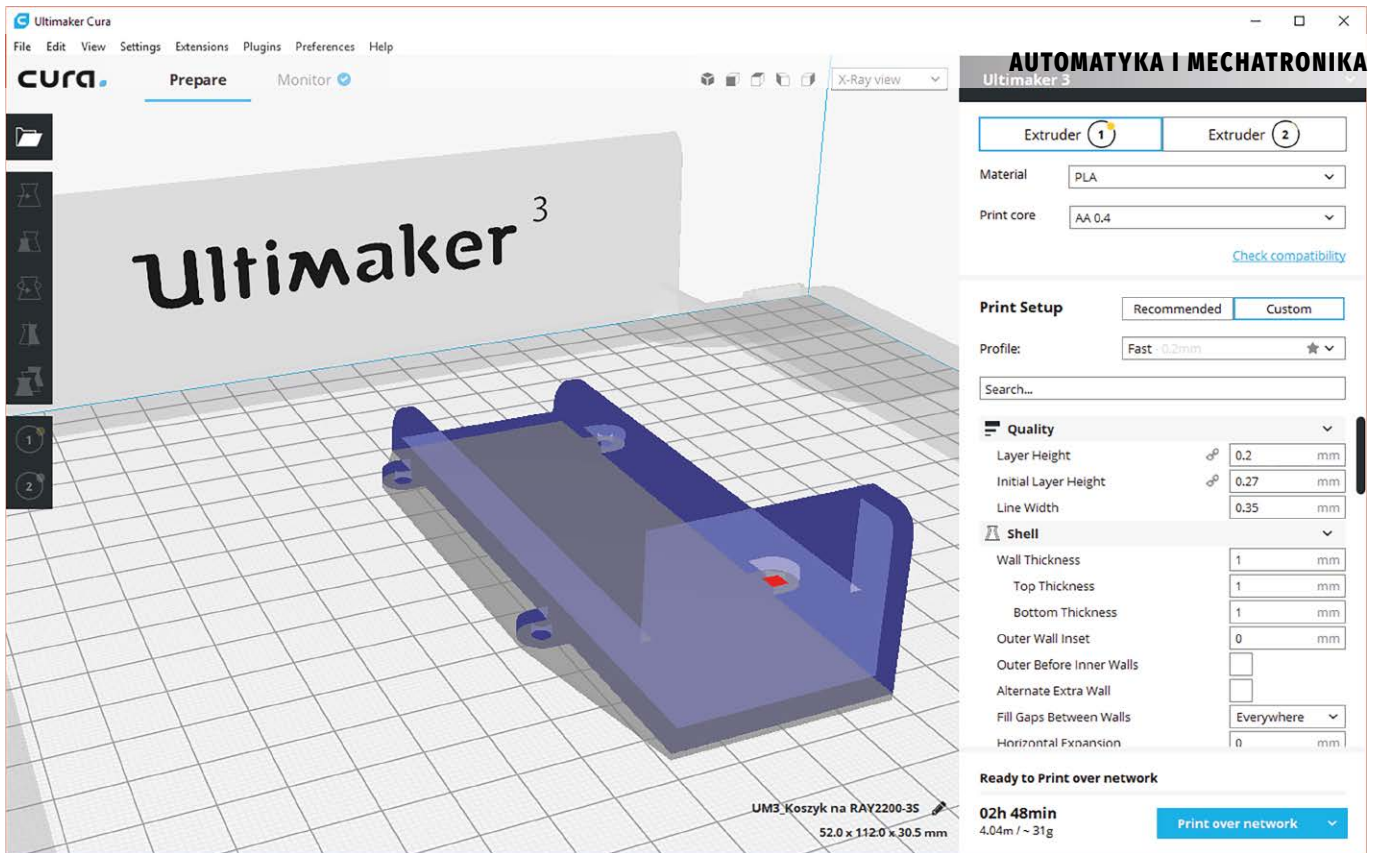 Ultimaker Cura
File Edit View Settings Extensions Plugins Preferences Help
AUTOMATYKA I MECHATRONIKA
cura.
Prepare
Monitor
X-Ray view
Ultimaker 3
Extruder 1
Extruder 2
Material PLA
Print core AA 0.4
Check compatibility
Ultimaker 3
Print Setup Recommended Custom
Profile: Fast - 0.2mm
Search...
Quality
Layer Height 0.2 mm
Initial Layer Height 0.27 mm
Line Width 0.35 mm
Shell
Wall Thickness 1 mm
Top Thickness 1 mm
Bottom Thickness 1 mm
Outer Wall Inset 0 mm
Outer Before Inner Walls
Alternate Extra Wall
Fill Gaps Between Walls Everywhere
Horizontal Expansion 0 mm
1
2
Ready to Print over network
UM3_Koszyk na RAY2200-3S
52.0 x 112.0 x 30.5 mm
02h 48min
4.04m / ~ 31g
Print over network